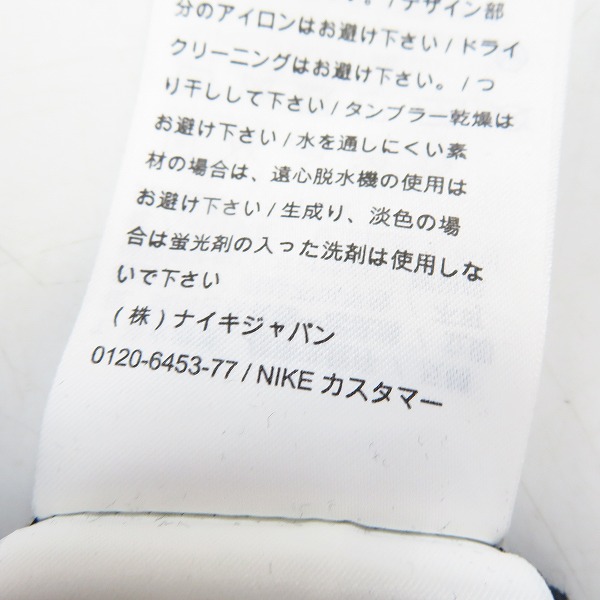 。/デザイン部
分のアイロンはお避け下さい/ドライ
クリーニングはお避け下さい。/つ
り干しして下さい/タンブラー乾燥は
お避け下さい/水を通しにくい素
材の場合は、遠心脱水機の使用は
お避け下さい/生成り、淡色の場
合は蛍光剤の入った洗剤は使用しな
いで下さい
(株)ナイキジャパン
0120-6453-77 / NIKE カスタマー